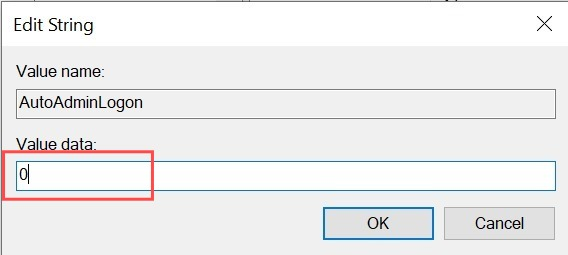 Edit String
Value name:
AutoAdminLogon
Value data:
0
OK
Cancel